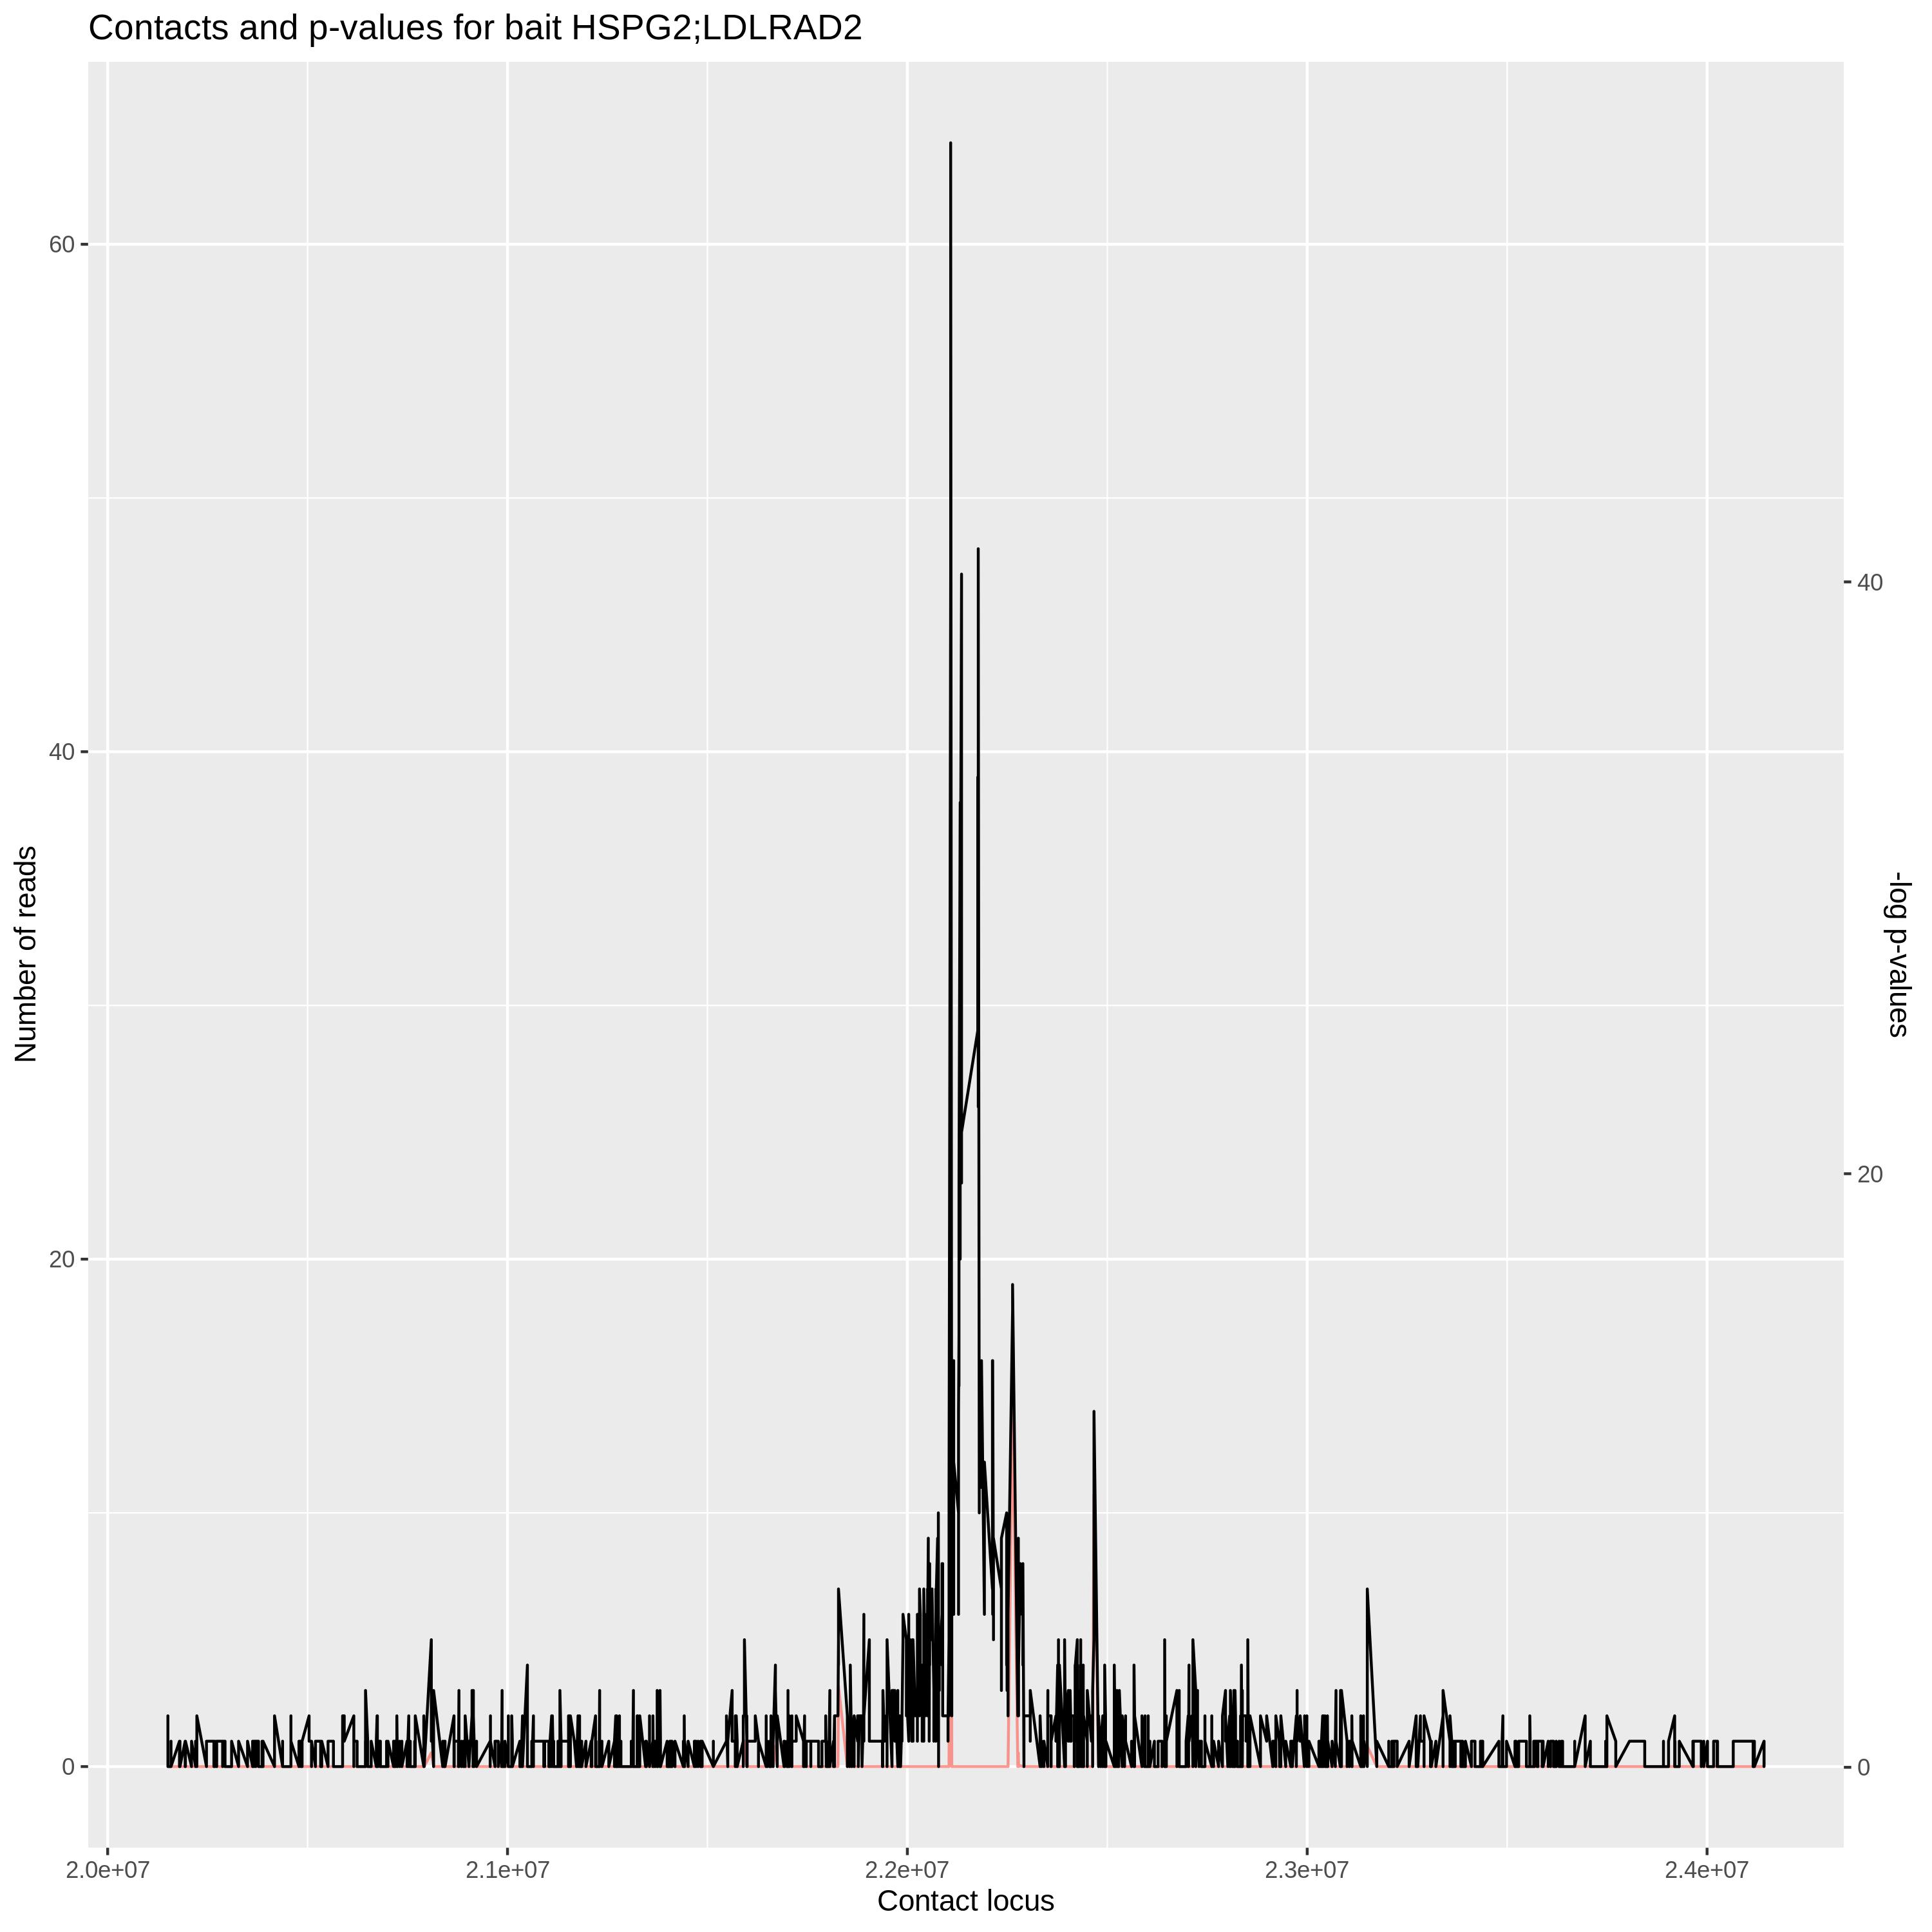 Contacts and p-values for bait HSPG2;LDLRAD2
60
40
20
0
Number of reads
40
20
0
-log p-values
2.0e+07 2.1e+07 2.2e+07 2.3e+07 2.4e+07
Contact locus